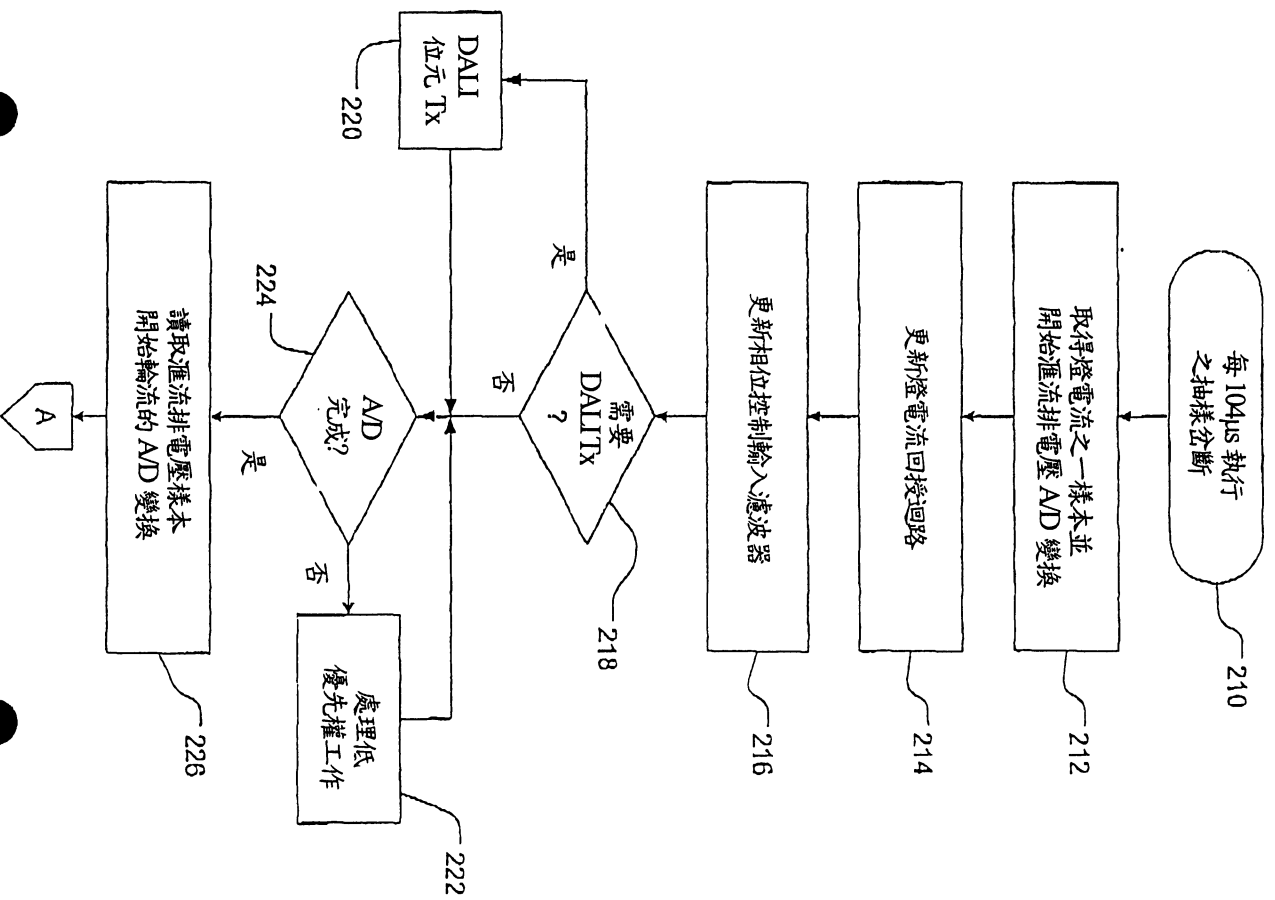 每 104μs 執行
之抽樣岔斷
210
取得燈電流之一樣本並
開始滙流排電壓 A/D 變換
212
更新燈電流回授迴路
214
更新相位控制輸入濾波器
216
需要
DALI Tx
?
218
是
否
DALI
位元 Tx
220
A/D
完成?
224
否
是
處理低
優先權工作
222
讀取滙流排電壓樣本
開始輪流的 A/D 變換
226
A